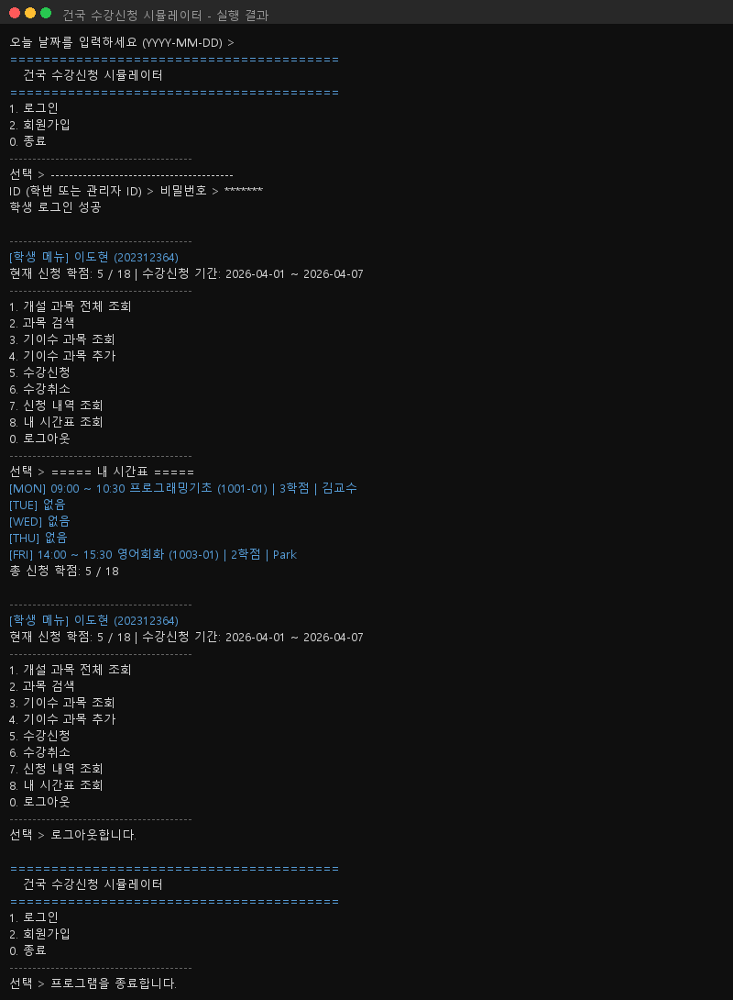 건국 수강신청 시뮬레이터 - 실행 결과
오늘 날짜를 입력하세요 (YYYY-MM-DD) >
========================================
건국 수강신청 시뮬레이터
========================================
1. 로그인
2. 회원가입
0. 종료
----------------------------------------
선택 > ----------------------------------------
ID (학번 또는 관리자 ID) > 비밀번호 > *******
학생 로그인 성공
----------------------------------------
[학생 메뉴] 이도현 (202312364)
현재 신청 학점: 5 / 18 | 수강신청 기간: 2026-04-01 ~ 2026-04-07
----------------------------------------
1. 개설 과목 전체 조회
2. 과목 검색
3. 기이수 과목 조회
4. 기이수 과목 추가
5. 수강신청
6. 수강취소
7. 신청 내역 조회
8. 내 시간표 조회
0. 로그아웃
----------------------------------------
선택 > ===== 내 시간표 =====
[MON] 09:00 ~ 10:30 프로그래밍기초 (1001-01) | 3학점 | 김교수
[TUE] 없음
[WED] 없음
[THU] 없음
[FRI] 14:00 ~ 15:30 영어회화 (1003-01) | 2학점 | Park
총 신청 학점: 5 / 18
----------------------------------------
[학생 메뉴] 이도현 (202312364)
현재 신청 학점: 5 / 18 | 수강신청 기간: 2026-04-01 ~ 2026-04-07
----------------------------------------
1. 개설 과목 전체 조회
2. 과목 검색
3. 기이수 과목 조회
4. 기이수 과목 추가
5. 수강신청
6. 수강취소
7. 신청 내역 조회
8. 내 시간표 조회
0. 로그아웃
----------------------------------------
선택 > 로그아웃합니다.
========================================
건국 수강신청 시뮬레이터
========================================
1. 로그인
2. 회원가입
0. 종료
----------------------------------------
선택 > 프로그램을 종료합니다.